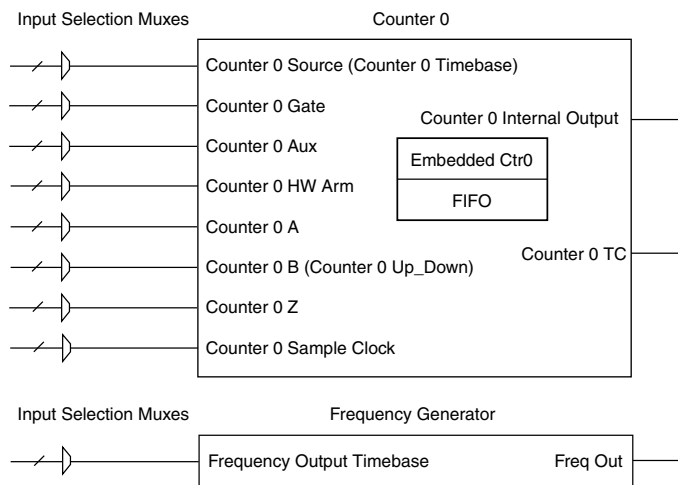 Input Selection Muxes
Counter 0
Counter 0 Source (Counter 0 Timebase)
Counter 0 Gate
Counter 0 Internal Output
Counter 0 Aux
Embedded Ctr0
Counter 0 HW Arm
FIFO
Counter 0 A
Counter 0 TC
Counter 0 B (Counter 0 Up_Down)
Counter 0 Z
Counter 0 Sample Clock
Input Selection Muxes
Frequency Generator
Frequency Output Timebase
Freq Out